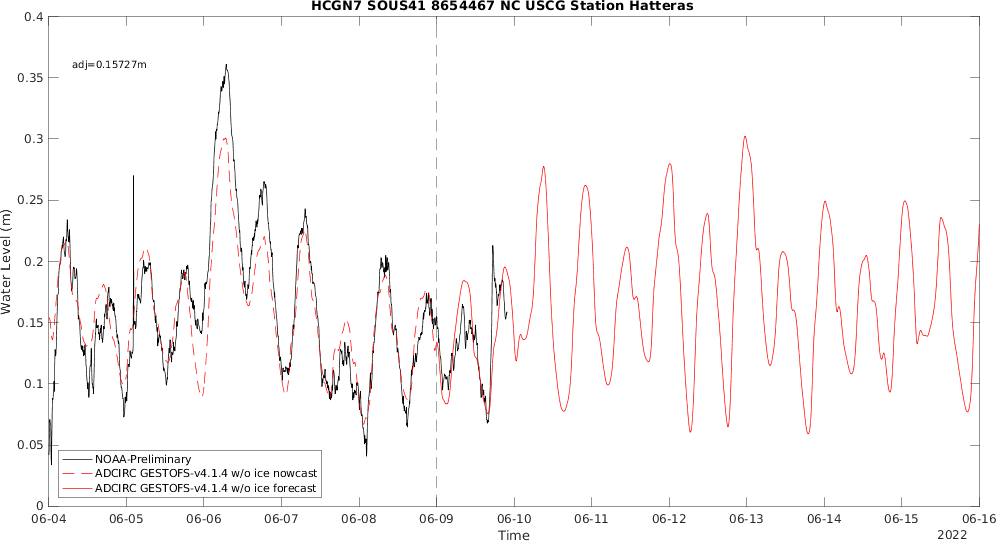 HCGN7 SOUS41 8654467 NC USCG Station Hatteras
adj=0.15727m
Water Level (m)
0.4
0.35
0.3
0.25
0.2
0.15
0.1
0.05
0
NOAA-Preliminary
ADCIRC GESTOFS-v4.1.4 w/o ice nowcast
ADCIRC GESTOFS-v4.1.4 w/o ice forecast
06-04 06-05 06-06 06-07 06-08 06-09 06-10 06-11 06-12 06-13 06-14 06-15 06-16
Time
2022